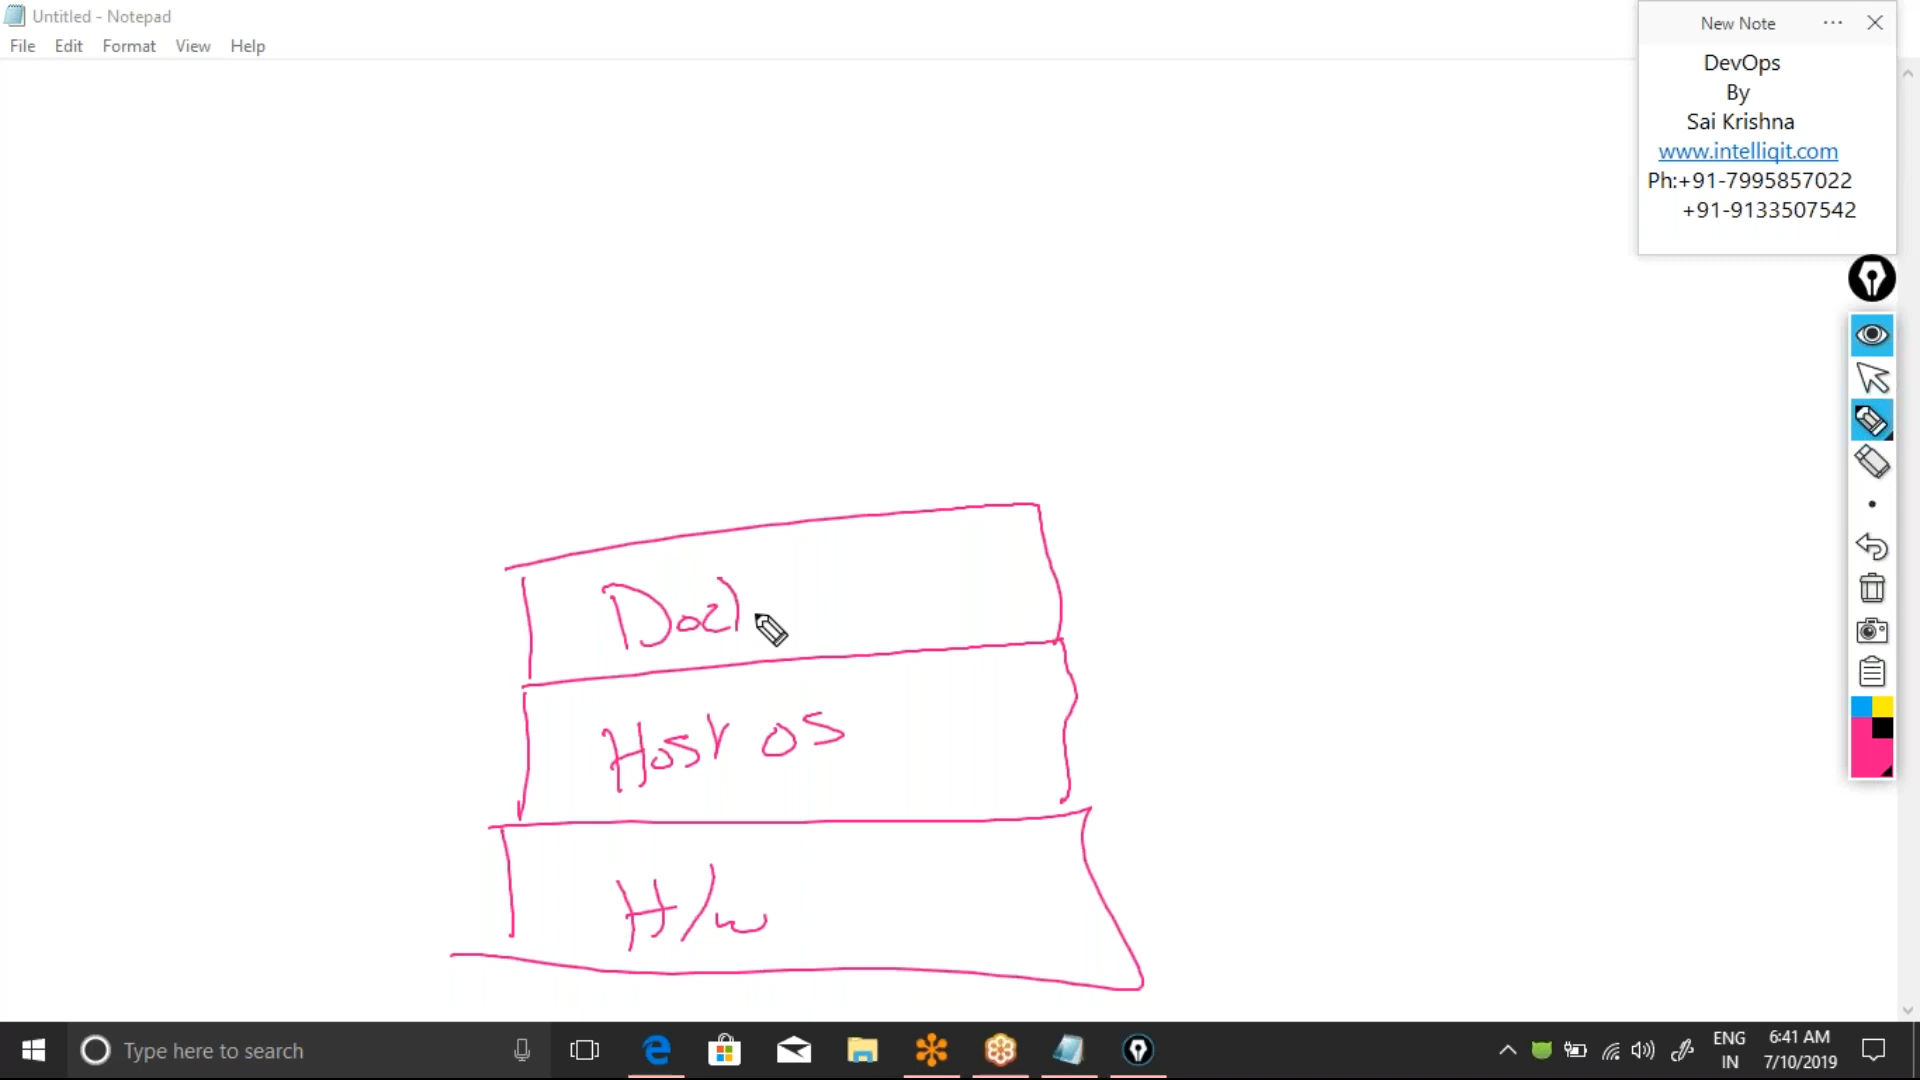 Untitled - Notepad
File Edit Format View Help
New Note
DevOps
By
Sai Krishna
www.intelliqit.com
Ph:+91-7995857022
+91-9133507542
Host OS
H/w
Type here to search
ENG
IN
6:41 AM
7/10/2019